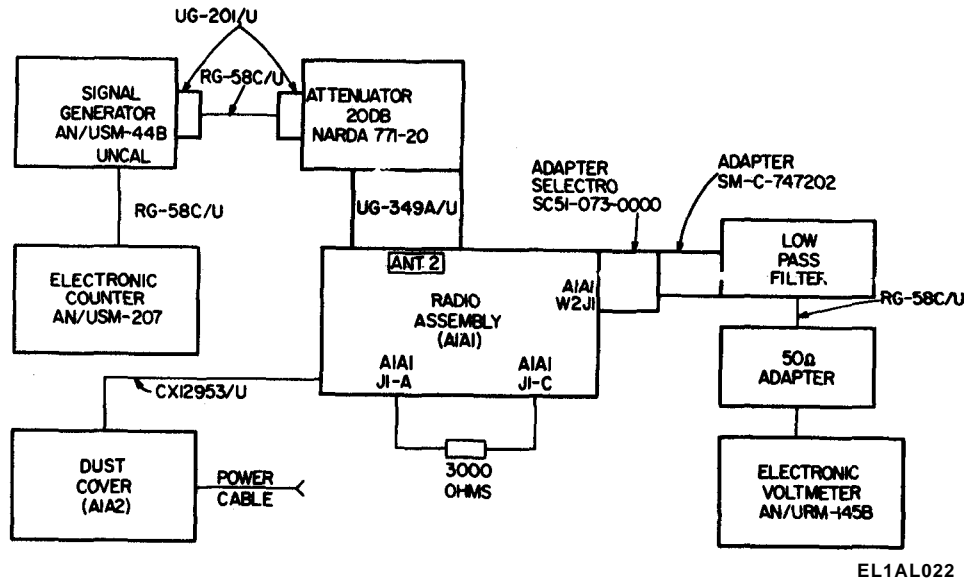 UG-201/U
RG-58C/U
SIGNAL
GENERATOR
AN/USM-44B
UNCAL
ATTENUATOR
20DB
NARDA 771-20
ADAPTER
SELECTRO
SC51-073-0000
ADAPTER
SM-C-747202
RG-58C/U
UG-349A/U
ELECTRONIC
COUNTER
AN/USM-207
ANT. 2
RADIO
ASSEMBLY
(A1A1)
A1A1
W2J1
LOW
PASS
FILTER
RG-58C/U
A1A1
J1-A
A1A1
J1-C
50Ω
ADAPTER
CX12953/U
3000
OHMS
DUST
COVER
(A1A2)
POWER
CABLE
ELECTRONIC
VOLTMETER
AN/URM-145B
EL1AL022